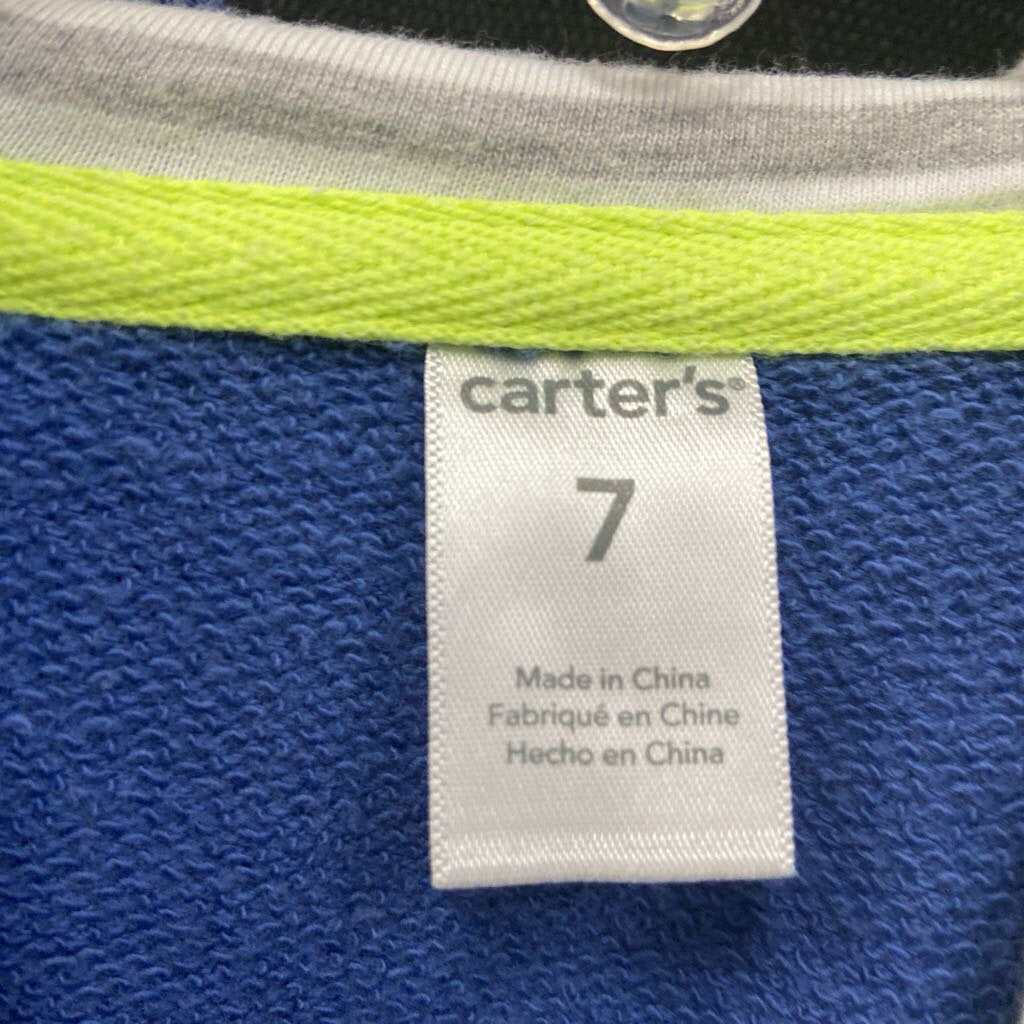 carter's®
7
Made in China
Fabriqué en Chine
Hecho en China